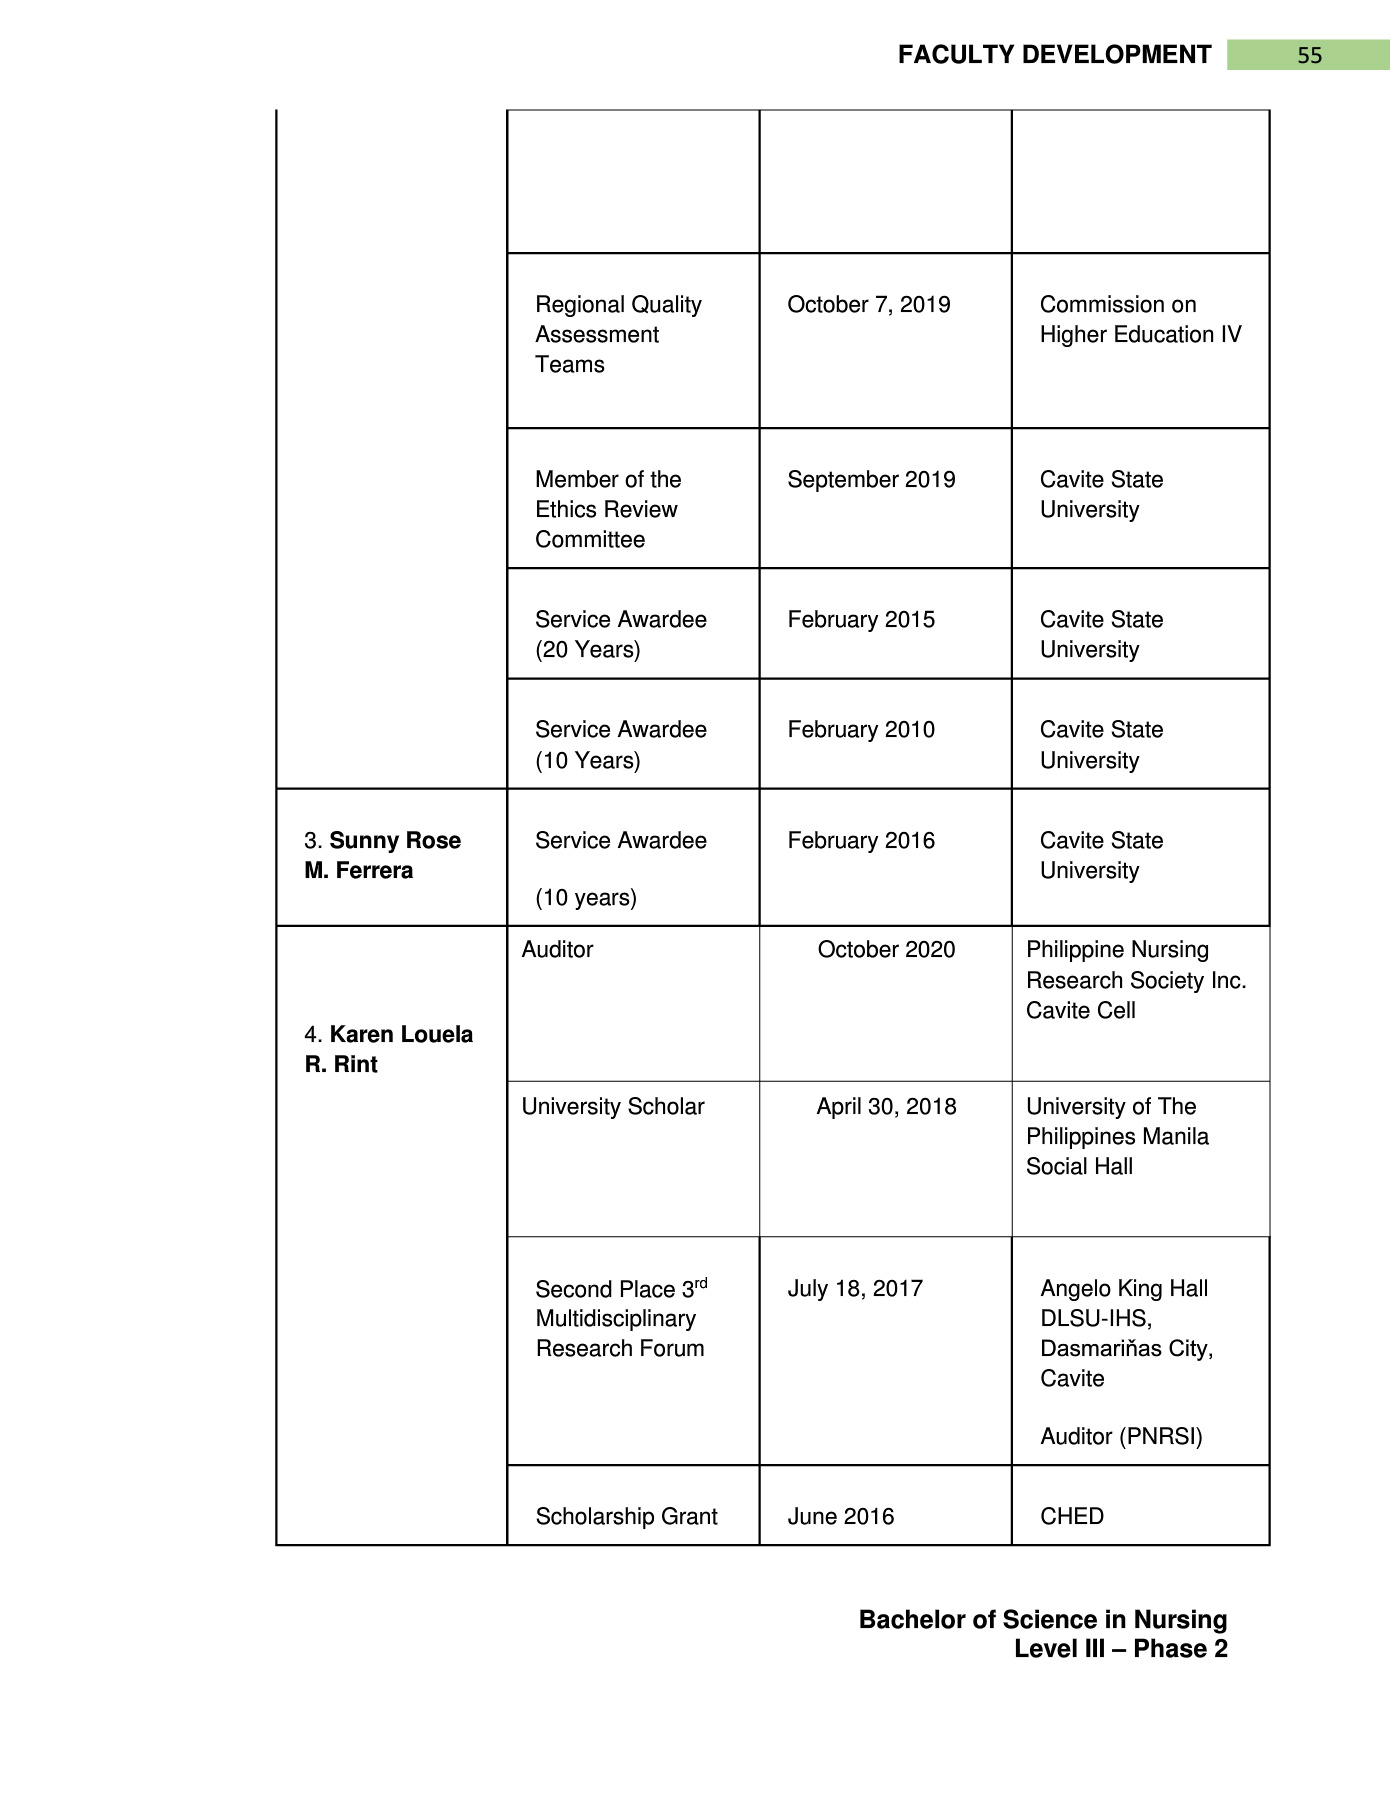 FACULTY DEVELOPMENT 55
Regional Quality
Assessment
Teams
October 7, 2019
Commission on
Higher Education IV
Member of the
Ethics Review
Committee
September 2019
Cavite State
University
Service Awardee
(20 Years)
February 2015
Cavite State
University
Service Awardee
(10 Years)
February 2010
Cavite State
University
3. Sunny Rose
M. Ferrera
Service Awardee
(10 years)
February 2016
Cavite State
University
4. Karen Louela
R. Rint
Auditor
October 2020
Philippine Nursing
Research Society Inc.
Cavite Cell
University Scholar
April 30, 2018
University of The
Philippines Manila
Social Hall
Second Place 3rd
Multidisciplinary
Research Forum
July 18, 2017
Angelo King Hall
DLSU-IHS,
Dasmariňas City,
Cavite
Auditor (PNRSI)
Scholarship Grant
June 2016
CHED
Bachelor of Science in Nursing
Level III – Phase 2